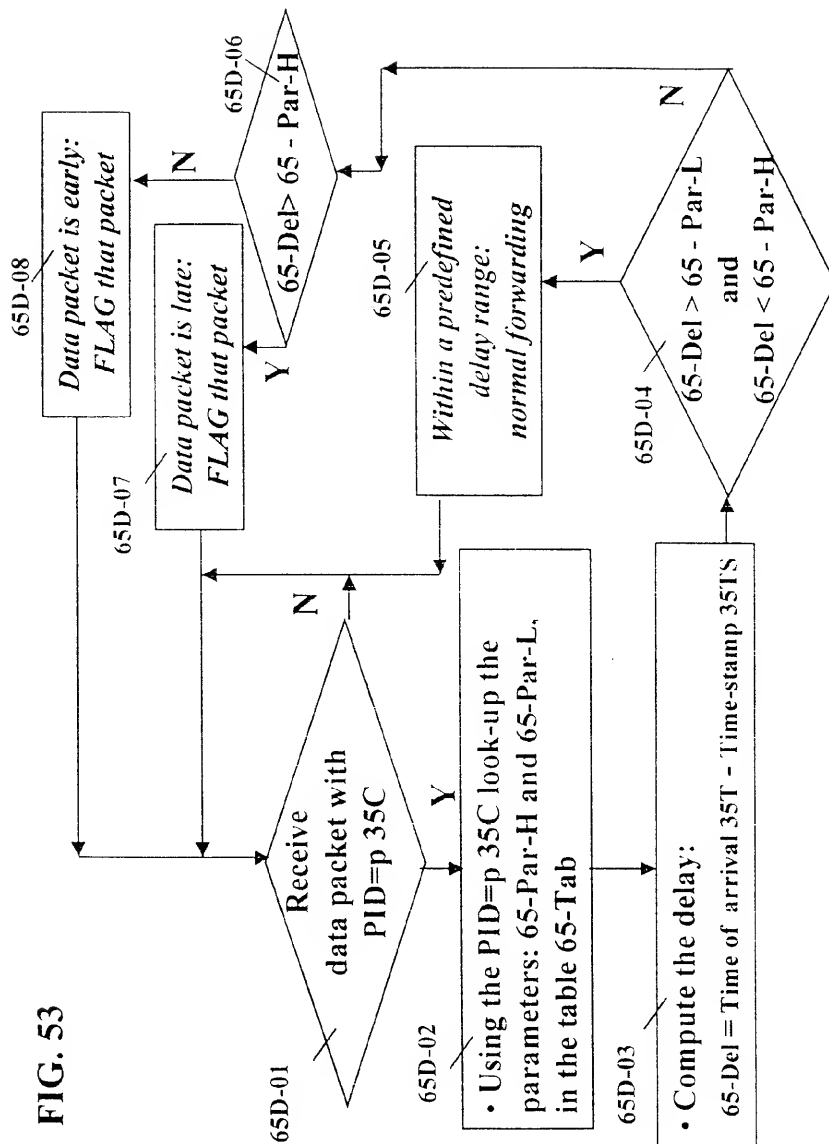 FIG. 53
65D-01
Receive
data packet with
PID=p 35C
N
Y
65D-02
• Using the PID=p 35C look-up the
parameters: 65-Par-H and 65-Par-L,
in the table 65-Tab
65D-03
• Compute the delay:
65-Del = Time of arrival 35T - Time-stamp 35TS
65D-04
65-Del > 65 - Par-L
and
65-Del < 65 - Par-H
Y
N
65D-05
Within a predefined
delay range:
normal forwarding
65D-06
65-Del> 65 - Par-H
Y
N
65D-07
Data packet is late:
FLAG that packet
65D-08
Data packet is early:
FLAG that packet